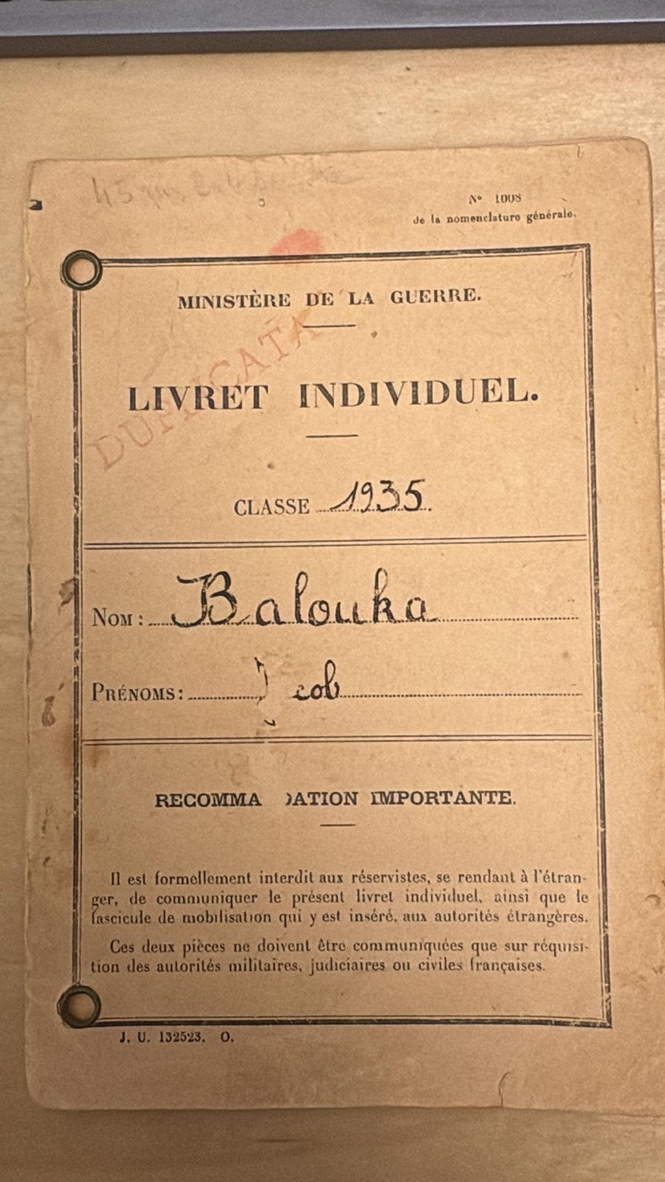 Nº 1008
de la nomenclature générale.
MINISTÈRE DE LA GUERRE.
DUPLICATA
LIVRET INDIVIDUEL.
CLASSE 1935.
NOM : Balouka
PRÉNOMS : J cob
RECOMMA DATION IMPORTANTE.
Il est formellement interdit aux réservistes, se rendant à l'étran-
ger, de communiquer le présent livret individuel, ainsi que le
fascicule de mobilisation qui y est inséré, aux autorités étrangères.
Ces deux pièces ne doivent être communiquées que sur réquisi-
tion des autorités militaires, judiciaires ou civiles françaises.
J. U. 132523. O.